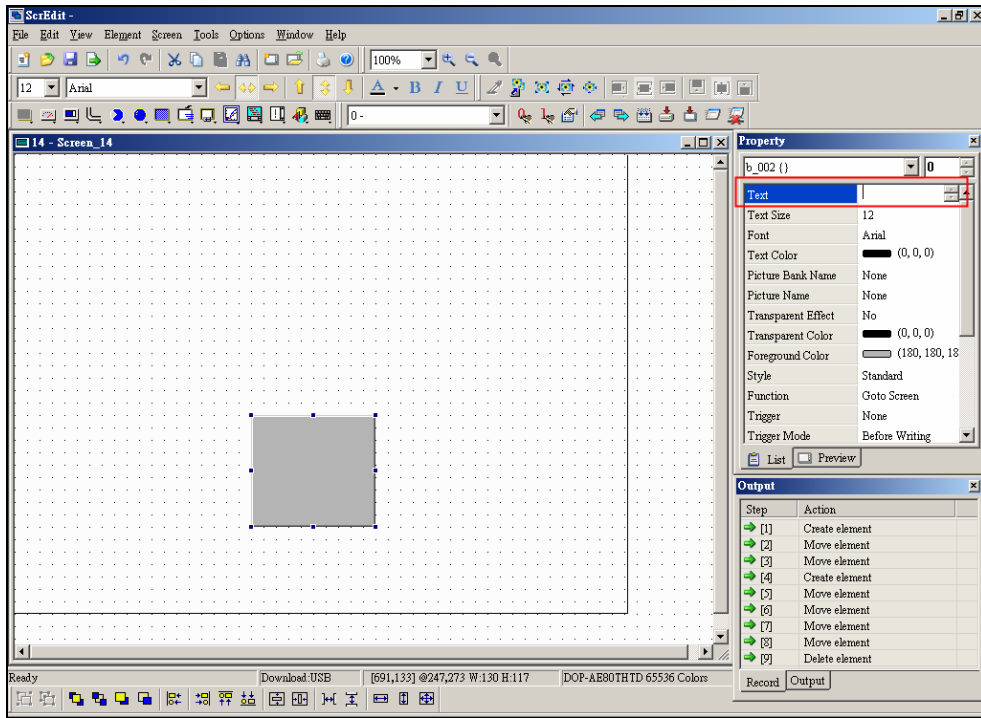 ScrEdit -
File Edit View Element Screen Tools Options Window Help
100%
12 Arial A B I U
0 -
14 - Screen_14
Property
b_002 {} 0
Text
Text Size 12
Font Arial
Text Color (0, 0, 0)
Picture Bank Name None
Picture Name None
Transparent Effect No
Transparent Color (0, 0, 0)
Foreground Color (180, 180, 18
Style Standard
Function Goto Screen
Trigger None
Trigger Mode Before Writing
List Preview
Output
Step Action
[1] Create element
[2] Move element
[3] Move element
[4] Create element
[5] Move element
[6] Move element
[7] Move element
[8] Move element
[9] Delete element
Record Output
Ready Download:USB [691,133] @247,273 W:130 H:117 DOP-AE80THTD 65536 Colors